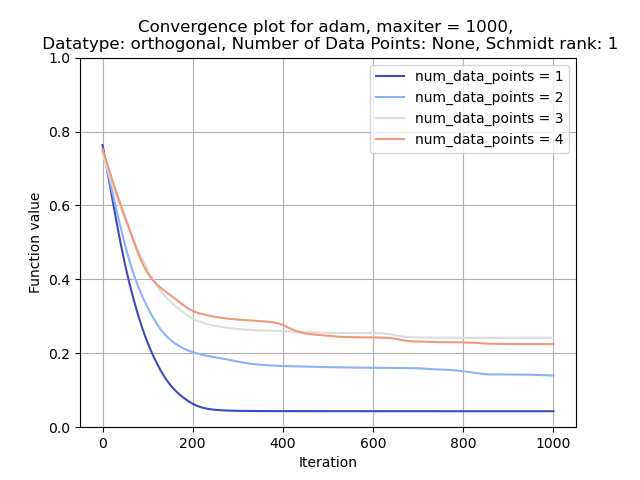 Convergence plot for adam, maxiter = 1000,
Datatype: orthogonal, Number of Data Points: None, Schmidt rank: 1
1.0
0.8
0.6
0.4
0.2
0.0
Function value
num_data_points = 1
num_data_points = 2
num_data_points = 3
num_data_points = 4
0 200 400 600 800 1000
Iteration